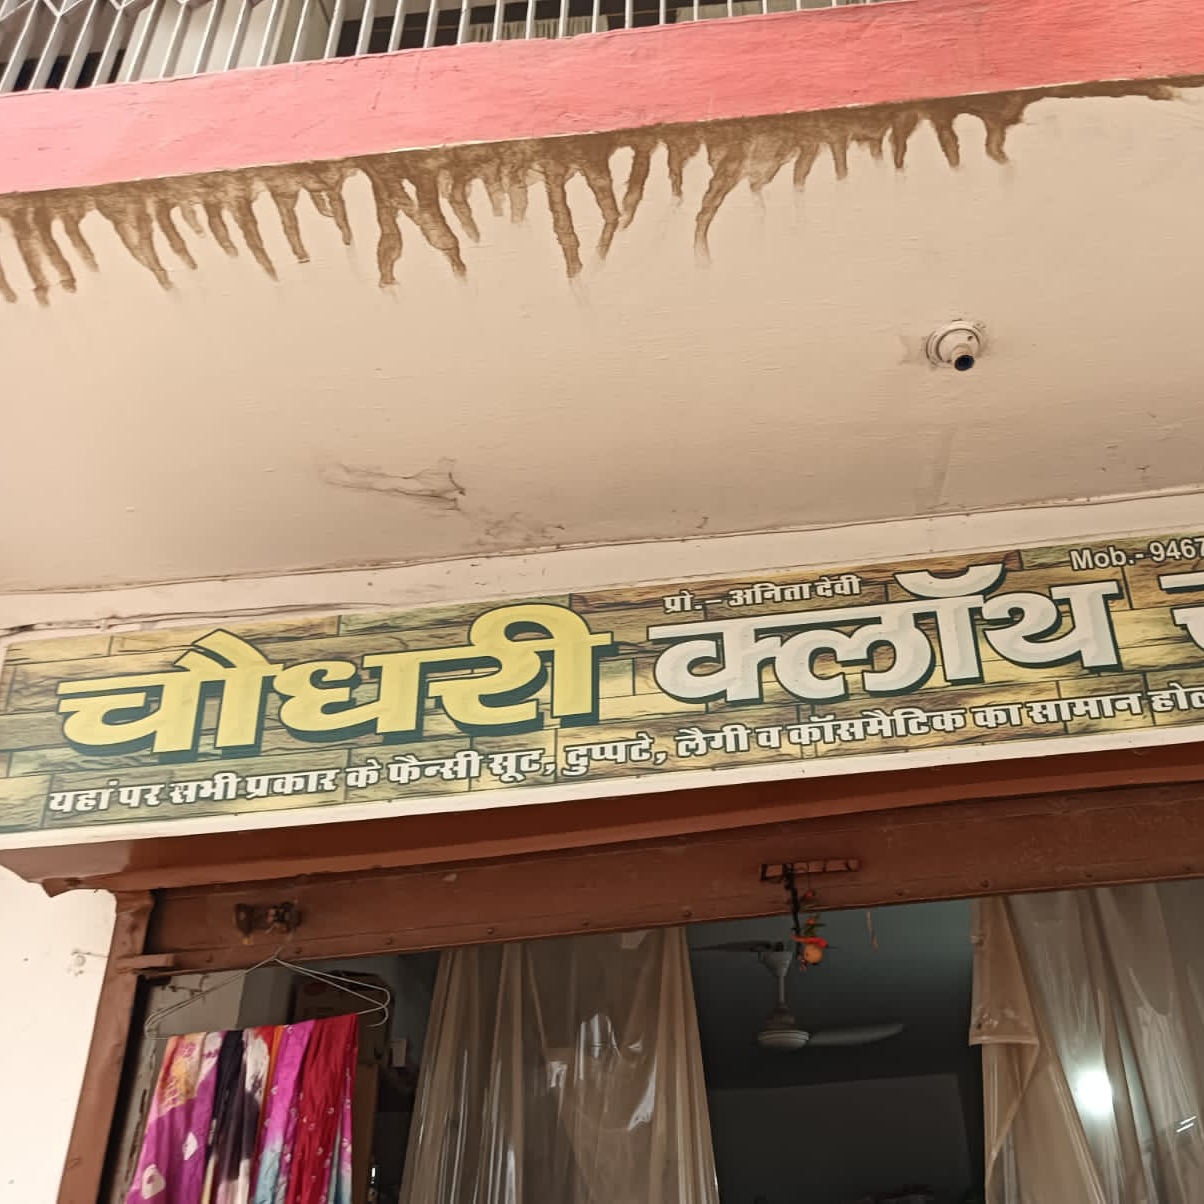 प्रो.- अनिता देवी
Mob.- 9467
चौधरी क्लॉथ
यहां पर सभी प्रकार के फैन्सी सूट, दुप्पटे, लैगी व कॉसमैटिक का सामान